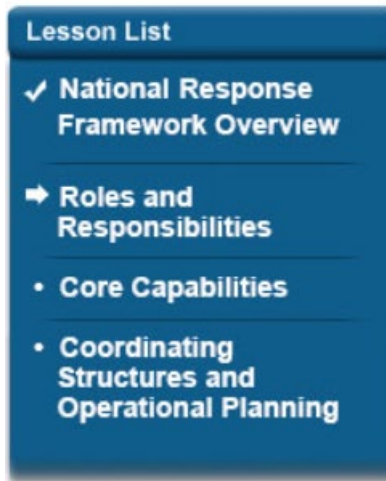 Lesson List
National Response
Framework Overview
Roles and
Responsibilities
• Core Capabilities
• Coordinating
Structures and
Operational Planning